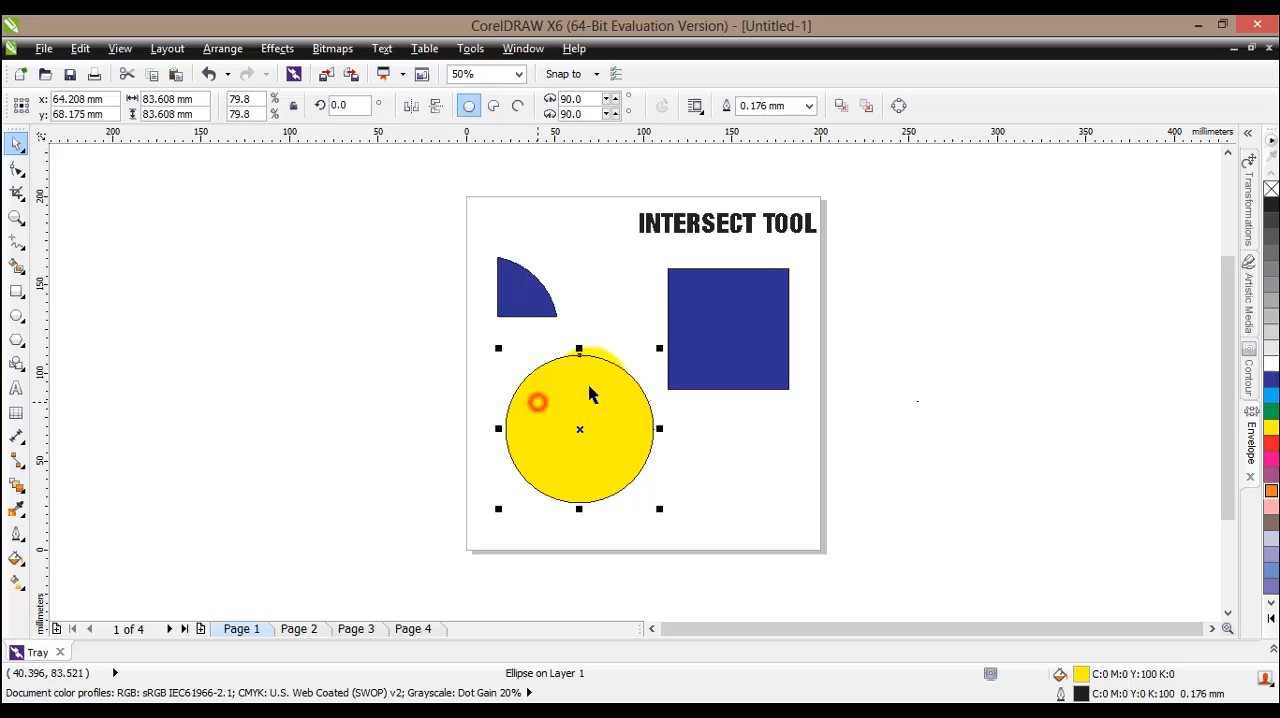 CorelDRAW X6 (64-Bit Evaluation Version) - [Untitled-1]
File Edit View Layout Arrange Effects Bitmaps Text Table Tools Window Help
50% Snap to
x: 64.208 mm 83.608 mm 79.8 % 0.0 ° 90.0 ° 0.176 mm
y: 68.175 mm 83.608 mm 79.8 % 90.0 °
200 150 100 50 0 50 100 150 200 250 300 350 400 millimeters
200
150
100
50
0
millimeters
INTERSECT TOOL
Transformations
Artistic Media
Contour
Envelope
1 of 4 Page 1 Page 2 Page 3 Page 4
Tray
(40.396, 83.521) Ellipse on Layer 1 C:0 M:0 Y:100 K:0
Document color profiles: RGB: sRGB IEC61966-2.1; CMYK: U.S. Web Coated (SWOP) v2; Grayscale: Dot Gain 20% C:0 M:0 Y:0 K:100 0.176 mm